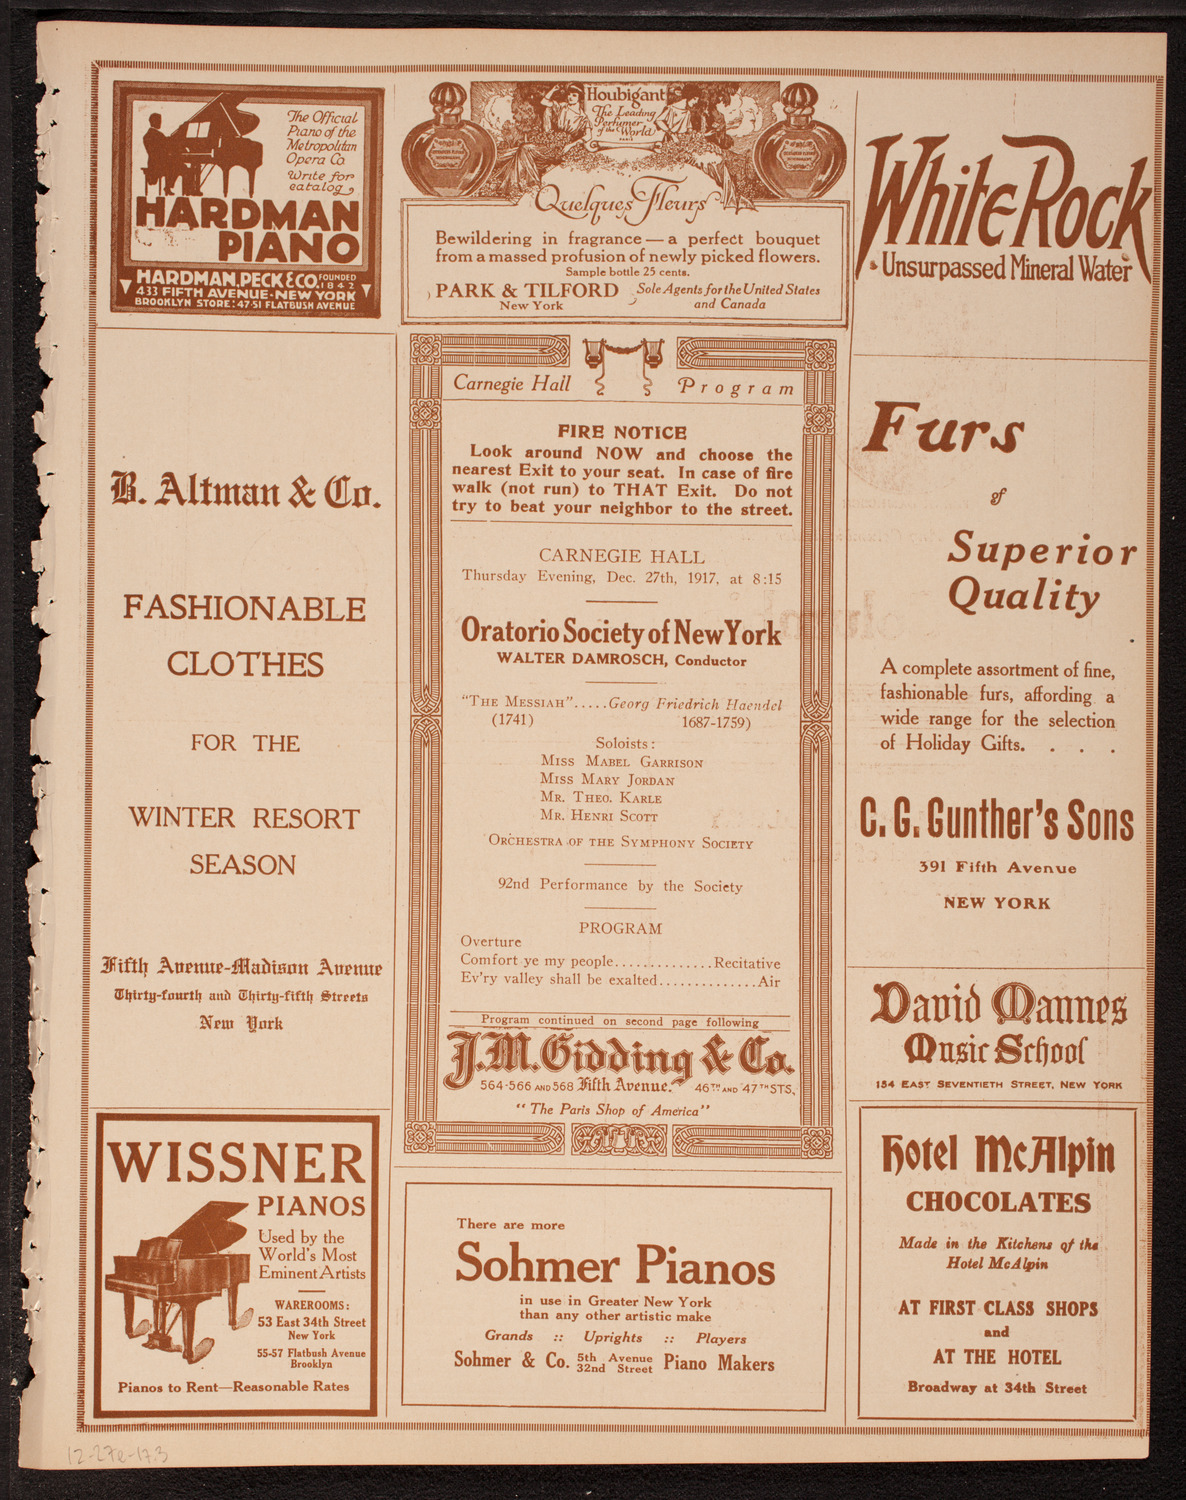 The Official
Piano of the
Metropolitan
Opera Co
Write for
catalog
HARDMAN
PIANO
HARDMAN, PECK & CO. FOUNDED 1842
433 FIFTH AVENUE - NEW YORK
BROOKLYN STORE: 47-51 FLATBUSH AVENUE
B. Altman & Co.
FASHIONABLE
CLOTHES
FOR THE
WINTER RESORT
SEASON
Fifth Avenue-Madison Avenue
Thirty-fourth and Thirty-fifth Streets
New York
WISSNER
PIANOS
Used by the
World's Most
Eminent Artists
WAREROOMS:
53 East 34th Street
New York
55-57 Flatbush Avenue
Brooklyn
Pianos to Rent—Reasonable Rates
Houbigant
The Leading
Perfumer
of the World
PARIS
Quelques Fleurs
Bewildering in fragrance — a perfect bouquet
from a massed profusion of newly picked flowers.
Sample bottle 25 cents.
PARK & TILFORD Sole Agents for the United States
New York and Canada
Carnegie Hall Program
FIRE NOTICE
Look around NOW and choose the
nearest Exit to your seat. In case of fire
walk (not run) to THAT Exit. Do not
try to beat your neighbor to the street.
CARNEGIE HALL
Thursday Evening, Dec. 27th, 1917, at 8:15
Oratorio Society of New York
WALTER DAMROSCH, Conductor
"THE MESSIAH".....Georg Friedrich Haendel
(1741) 1687-1759)
Soloists:
MISS MABEL GARRISON
MISS MARY JORDAN
MR. THEO. KARLE
MR. HENRI SCOTT
ORCHESTRA OF THE SYMPHONY SOCIETY
92nd Performance by the Society
PROGRAM
Overture
Comfort ye my people..............Recitative
Ev'ry valley shall be exalted..............Air
Program continued on second page following
J. M. Gidding & Co.
564-566 AND 568 Fifth Avenue. 46TH AND 47TH STS.
"The Paris Shop of America"
There are more
Sohmer Pianos
in use in Greater New York
than any other artistic make
Grands :: Uprights :: Players
Sohmer & Co. 5th Avenue 32nd Street Piano Makers
White Rock
Unsurpassed Mineral Water
Furs
of
Superior
Quality
A complete assortment of fine,
fashionable furs, affording a
wide range for the selection
of Holiday Gifts. . . .
C. G. Gunther's Sons
391 Fifth Avenue
NEW YORK
David Mannes
Music School
154 EAST SEVENTIETH STREET, NEW YORK
Hotel McAlpin
CHOCOLATES
Made in the Kitchens of the
Hotel McAlpin
AT FIRST CLASS SHOPS
and
AT THE HOTEL
Broadway at 34th Street
12-27e-17.3